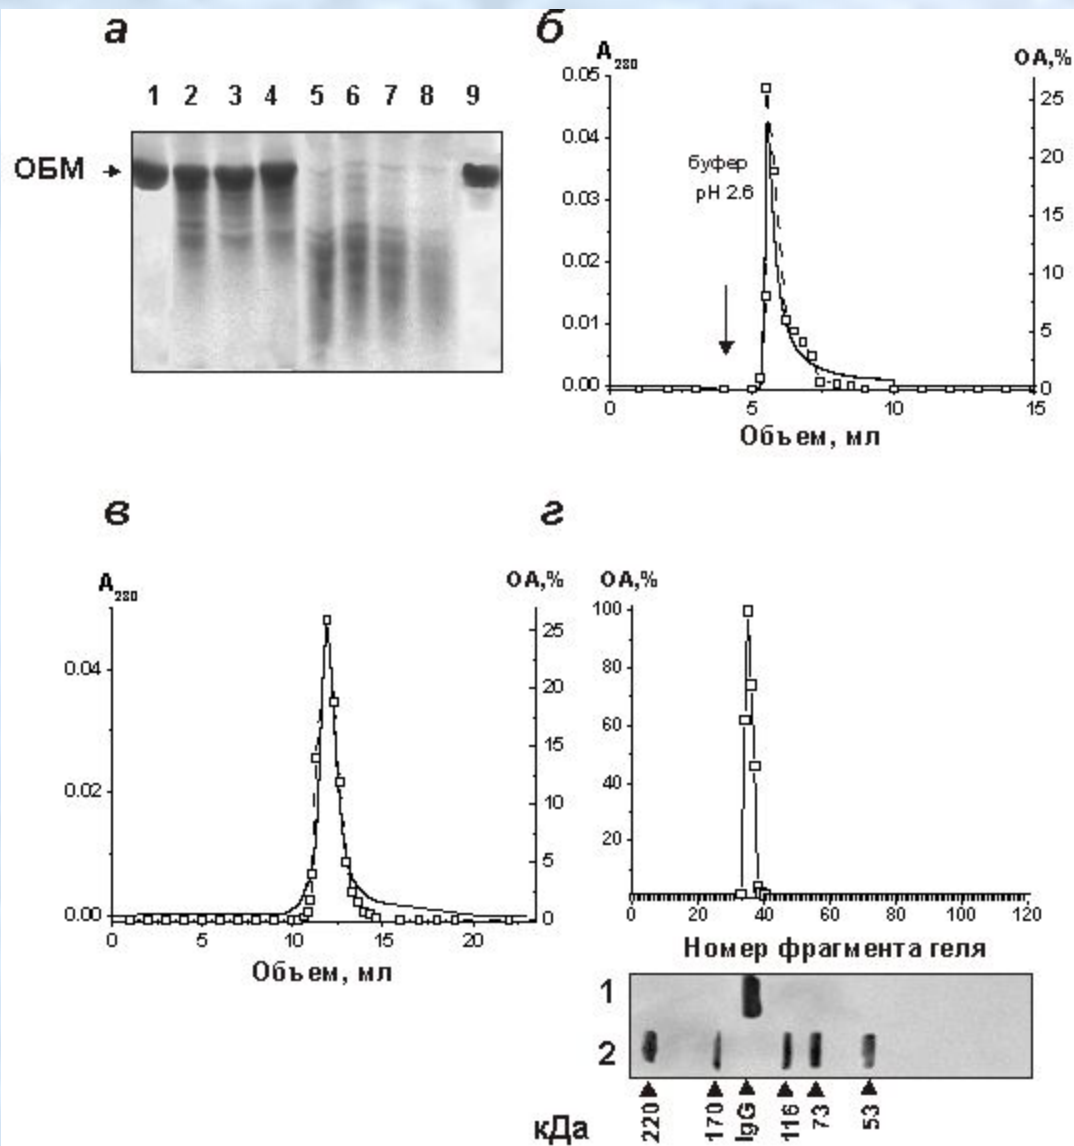 а
1 2 3 4 5 6 7 8 9
ОБМ
б
A280
ОА,%
0.05
0.04
0.03
0.02
0.01
0.00
25
20
15
10
5
0
буфер
pH 2.6
0 5 10 15
Объем, мл
в
A280
ОА,%
0.04
0.02
0.00
25
20
15
10
5
0
0 5 10 15 20
Объем, мл
г
ОА,%
100
80
60
40
20
0 20 40 60 80 100 120
Номер фрагмента геля
1
2
кДа
220 170 IgG 116 73 53